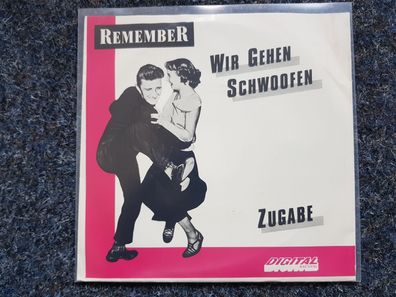 REMEMBER
WIR GEHEN
SCHWOOFEN
ZUGABE
DIGITAL